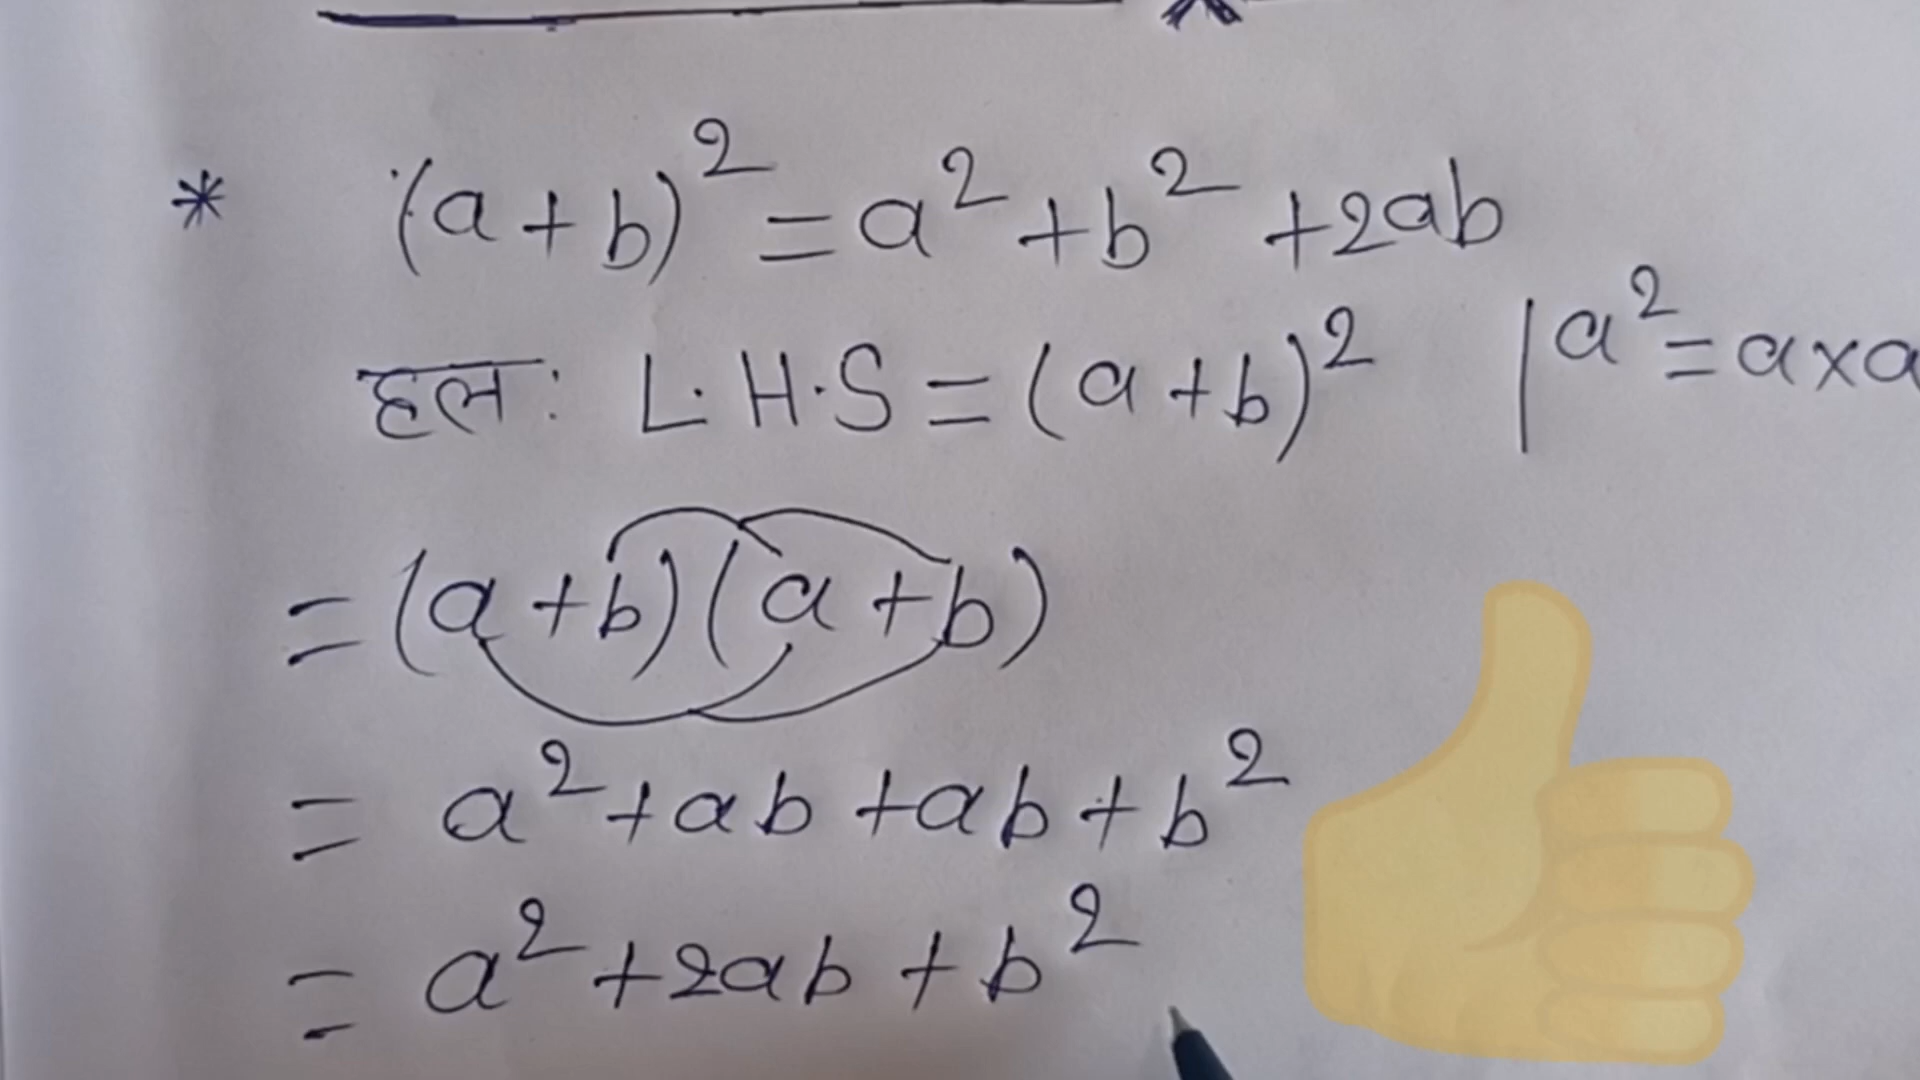 * (a+b)² = a² + b² + 2ab
हल: L.H.S = (a+b)² | a² = a×a
= (a+b)(a+b)
= a² + ab + ab + b²
= a² + 2ab + b²